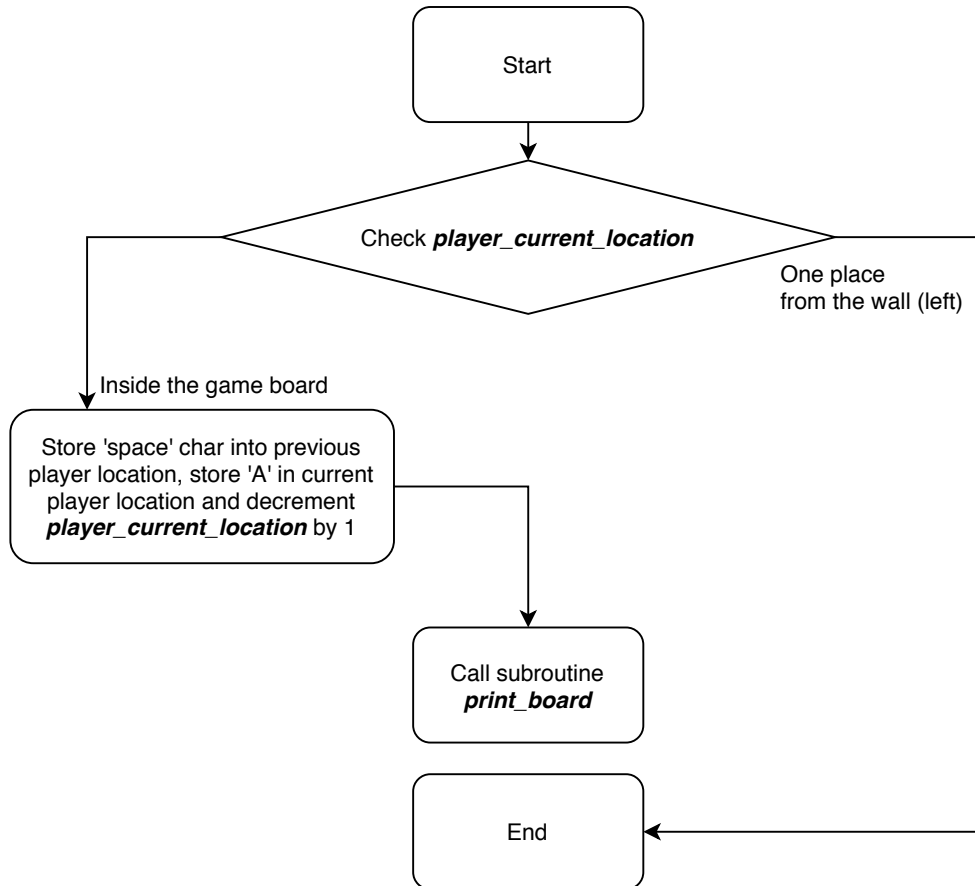 Start
Check player_current_location
One place
from the wall (left)
Inside the game board
Store 'space' char into previous
player location, store 'A' in current
player location and decrement
player_current_location by 1
Call subroutine
print_board
End